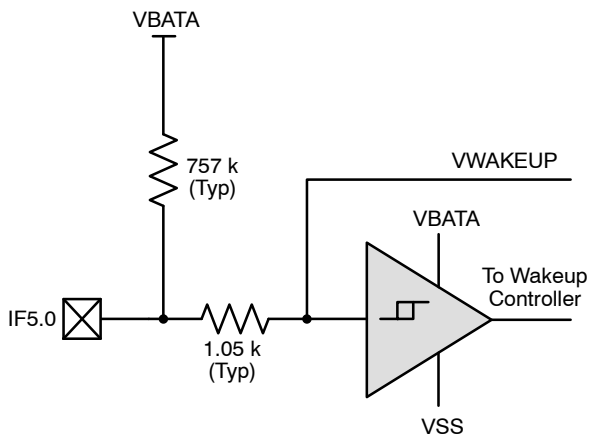 VBATA
757 k
(Typ)
VWAKEUP
VBATA
To Wakeup
Controller
IF5.0
1.05 k
(Typ)
VSS